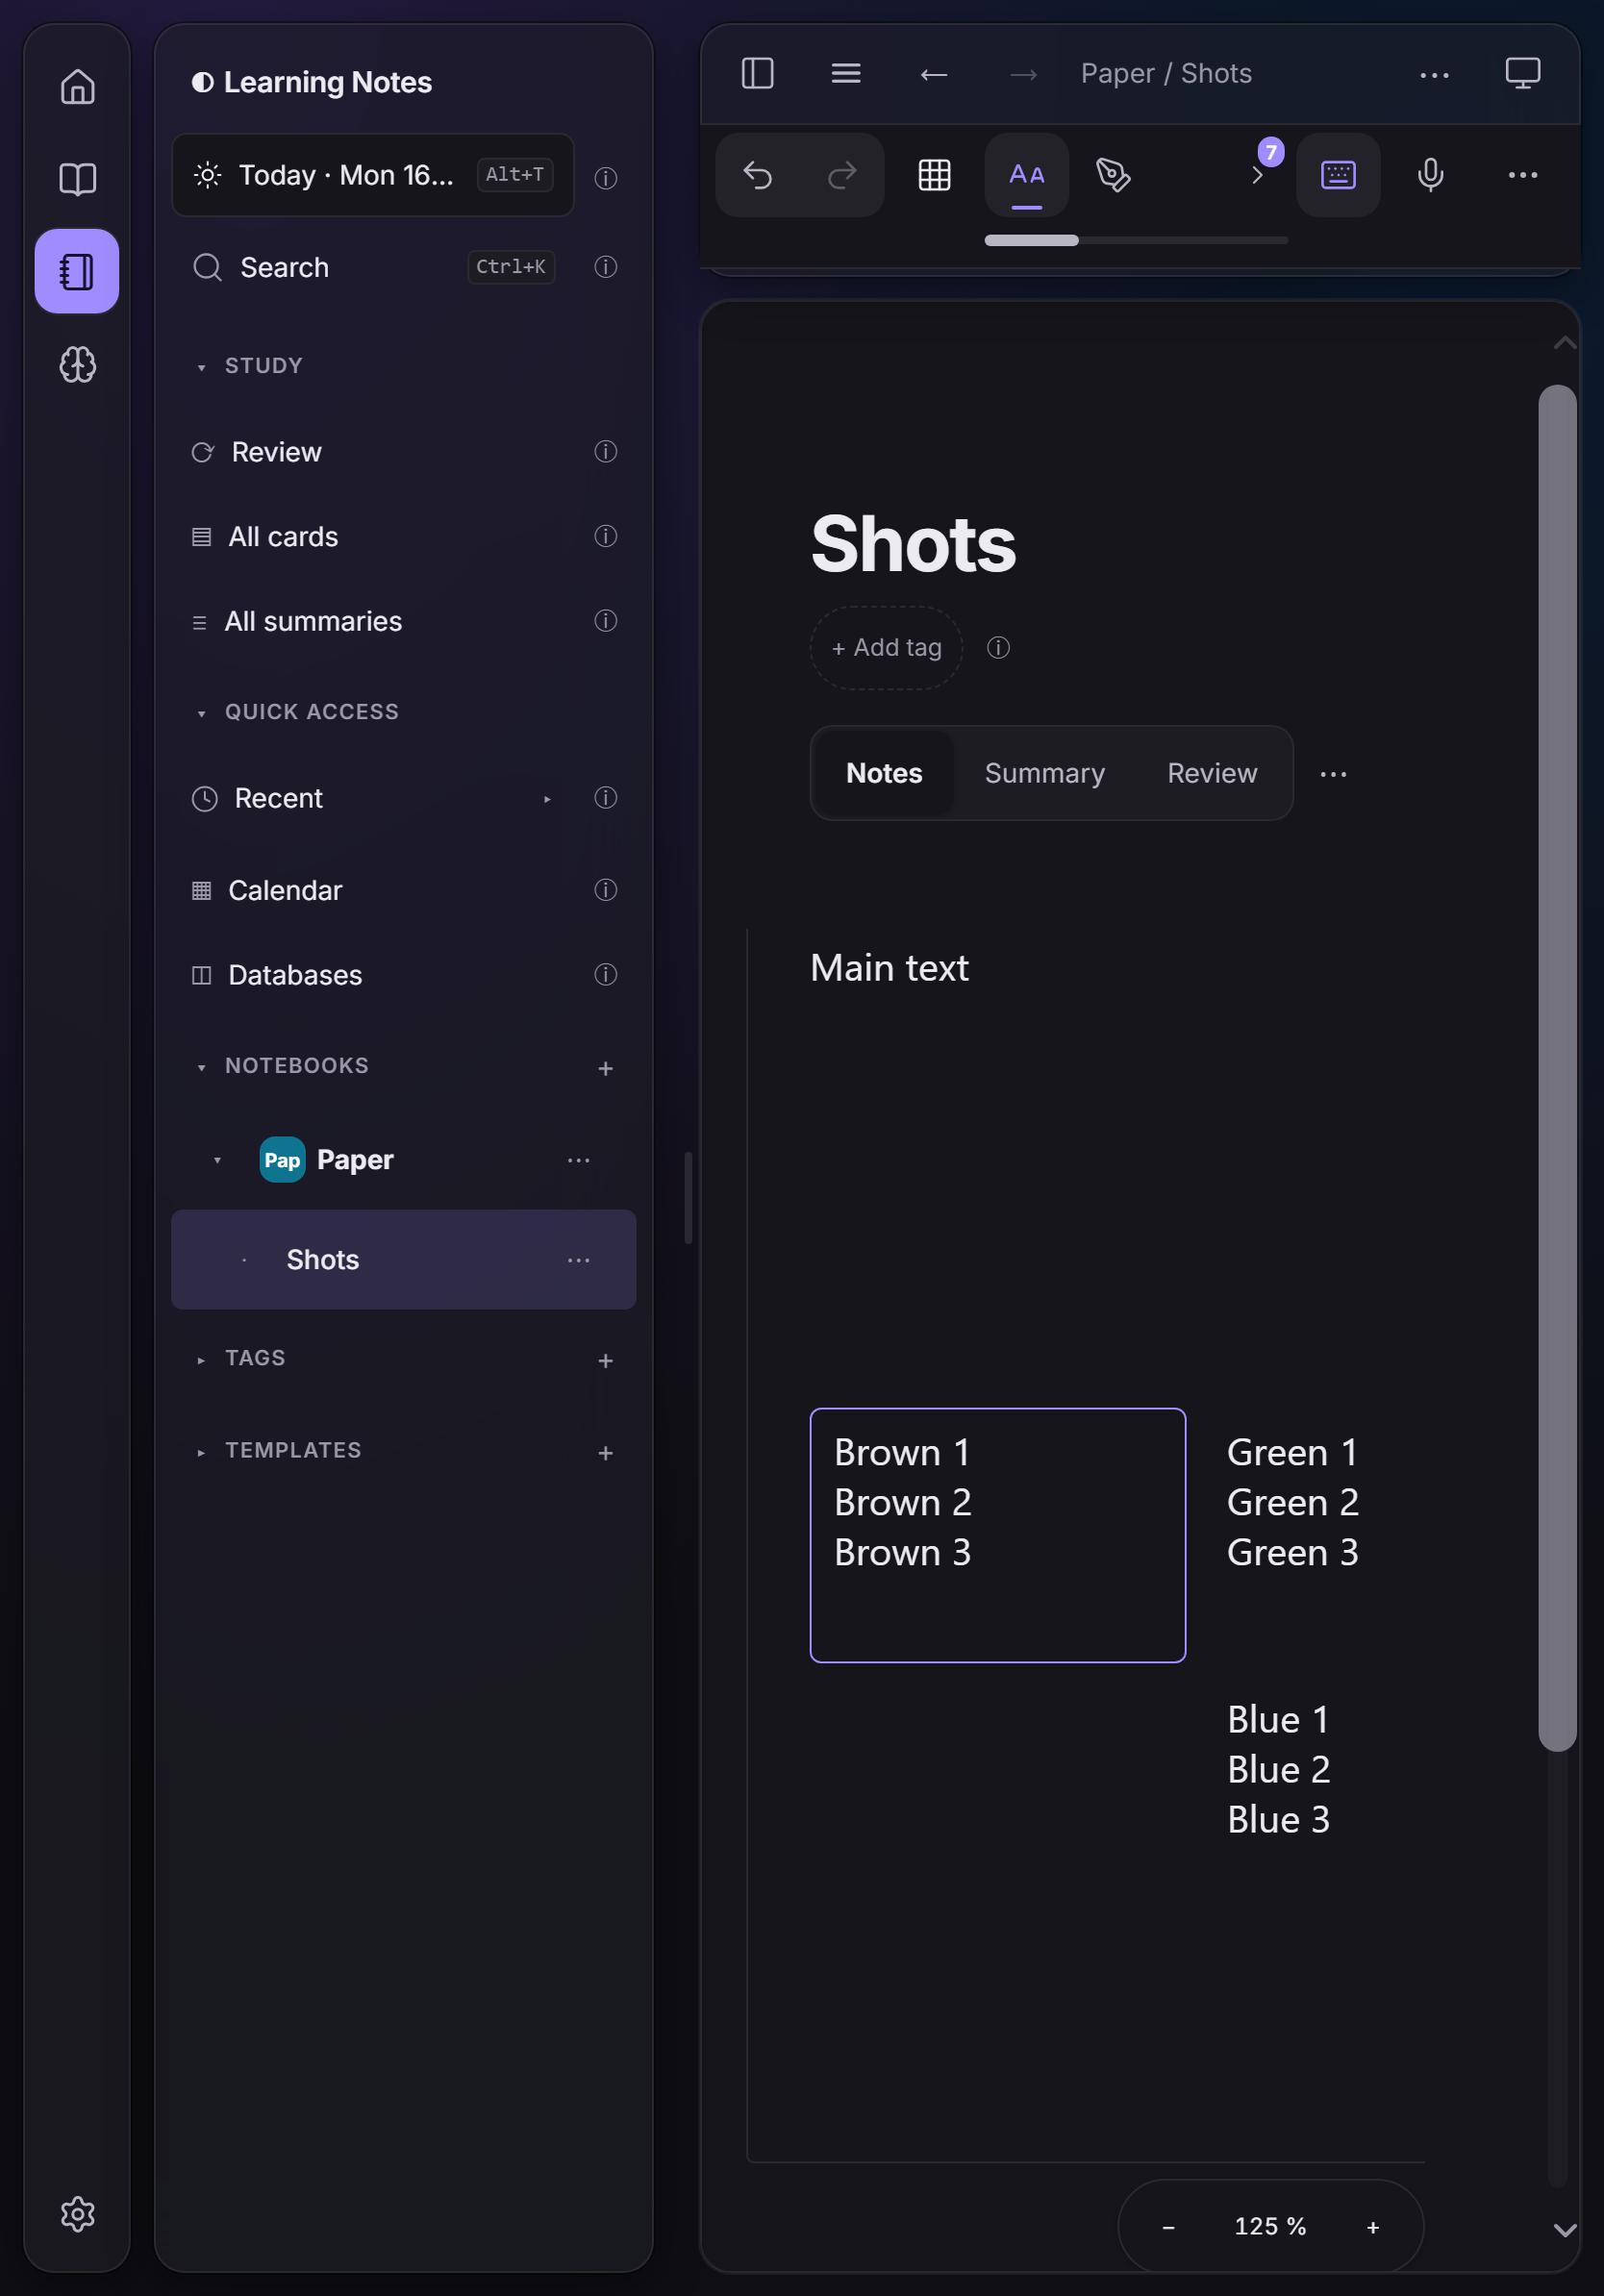 Learning Notes
Today · Mon 16... Alt+T
Search Ctrl+K
STUDY
Review
All cards
All summaries
QUICK ACCESS
Recent
Calendar
Databases
NOTEBOOKS
Pap Paper
Shots
TAGS
TEMPLATES
Paper / Shots
7
Shots
+ Add tag
Notes Summary Review
Main text
Brown 1
Brown 2
Brown 3
Green 1
Green 2
Green 3
Blue 1
Blue 2
Blue 3
− 125 % +